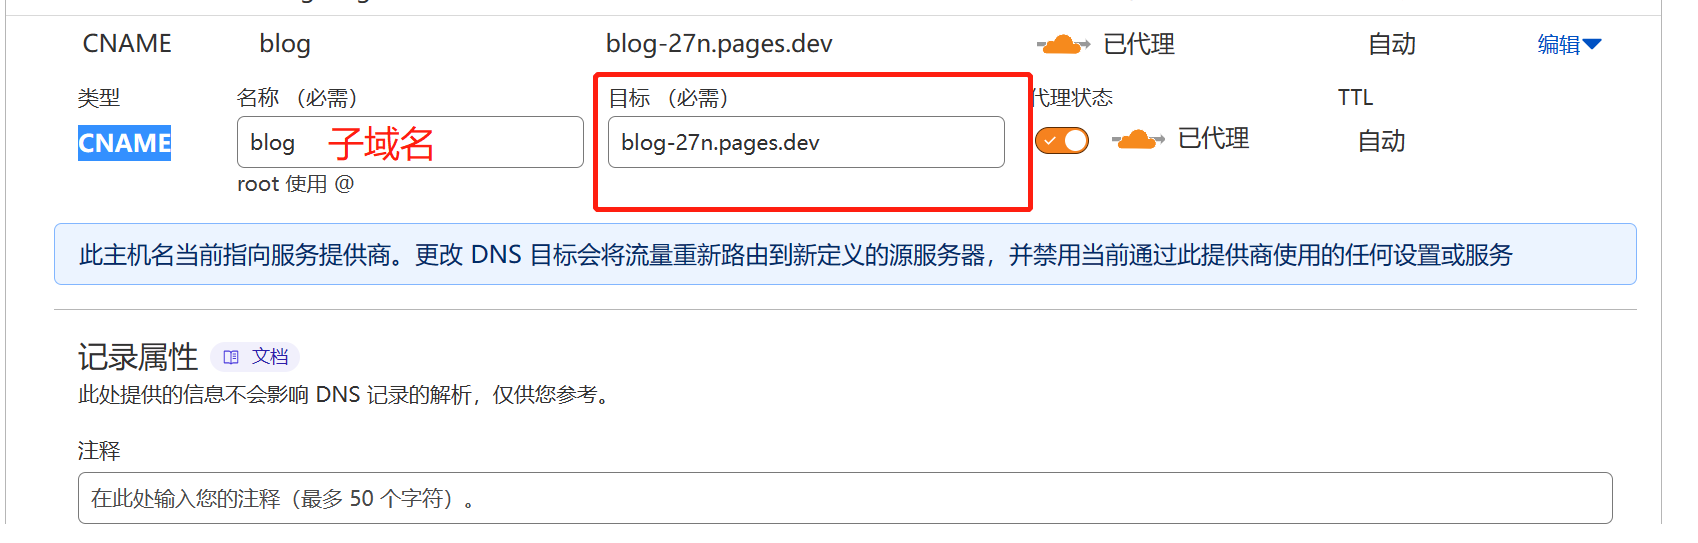 CNAME blog blog-27n.pages.dev 已代理 自动 编辑
类型 名称 （必需） 目标 （必需） 代理状态 TTL
CNAME blog 子域名 blog-27n.pages.dev 已代理 自动
root 使用 @
此主机名当前指向服务提供商。更改 DNS 目标会将流量重新路由到新定义的源服务器，并禁用当前通过此提供商使用的任何设置或服务
记录属性 文档
此处提供的信息不会影响 DNS 记录的解析，仅供您参考。
注释
在此处输入您的注释（最多 50 个字符）。